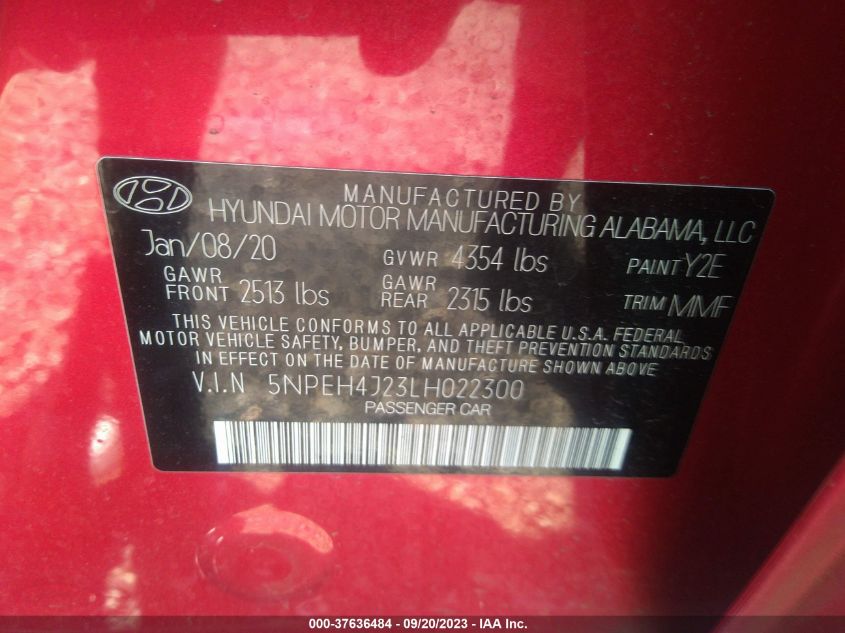 MANUFACTURED BY
HYUNDAI MOTOR MANUFACTURING ALABAMA, LLC
Jan/08/20 GVWR 4354 lbs PAINT Y2E
GAWR FRONT 2513 lbs GAWR REAR 2315 lbs TRIM MMF
THIS VEHICLE CONFORMS TO ALL APPLICABLE U.S.A. FEDERAL
MOTOR VEHICLE SAFETY, BUMPER, AND THEFT PREVENTION STANDARDS
IN EFFECT ON THE DATE OF MANUFACTURE SHOWN ABOVE
V.I.N 5NPEH4J23LH022300
PASSENGER CAR
000-37636484 - 09/20/2023 - IAA Inc.